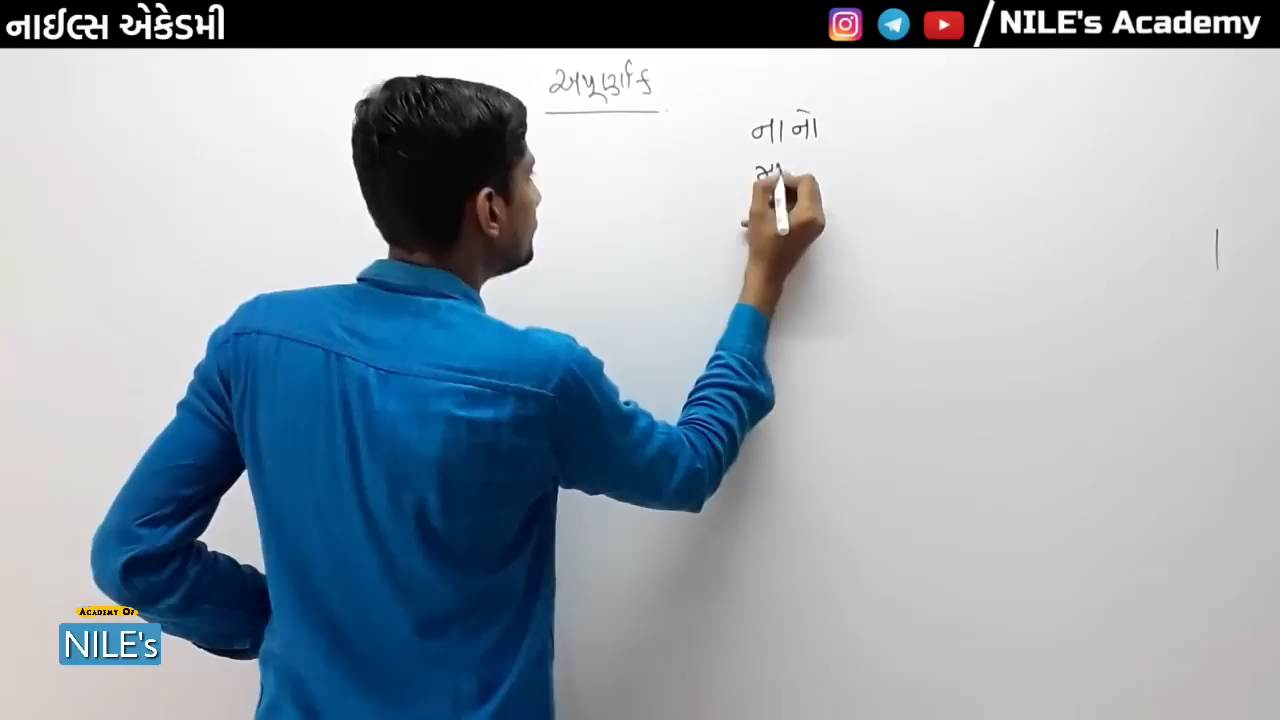 નાઈલ્સ એકેડમી
/NILE's Academy
અપૂર્ણાંક
નાનો
ACADEMY OF
NILE's